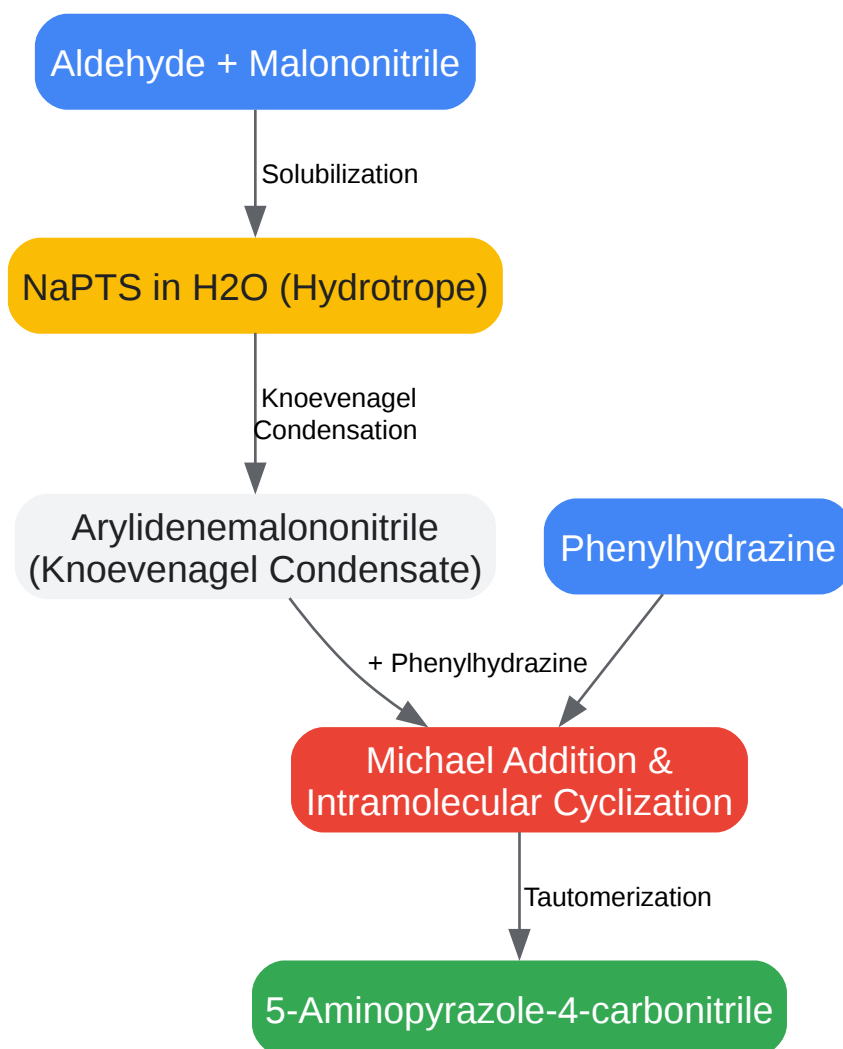 Aldehyde + Malononitrile
Solubilization
NaPTS in H2O (Hydrotrope)
Knoevenagel
Condensation
Arylidenemalononitrile
(Knoevenagel Condensate)
Phenylhydrazine
+ Phenylhydrazine
Michael Addition &
Intramolecular Cyclization
Tautomerization
5-Aminopyrazole-4-carbonitrile